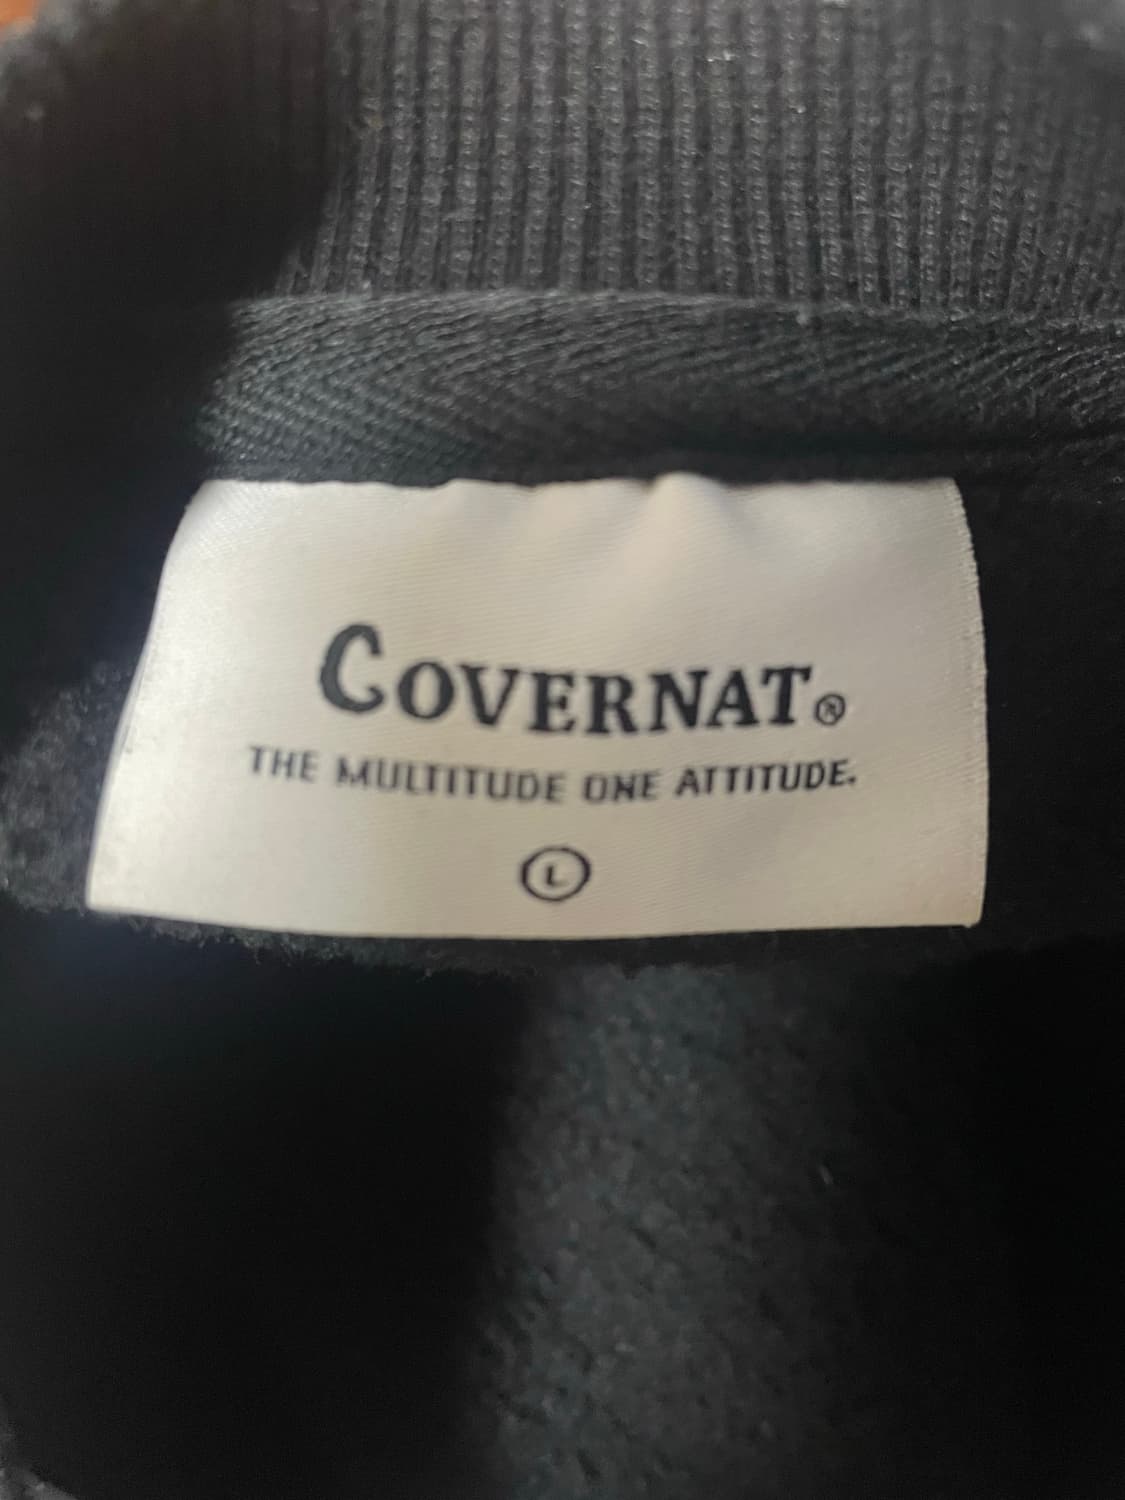 COVERNAT®
THE MULTITUDE ONE ATTITUDE.
L